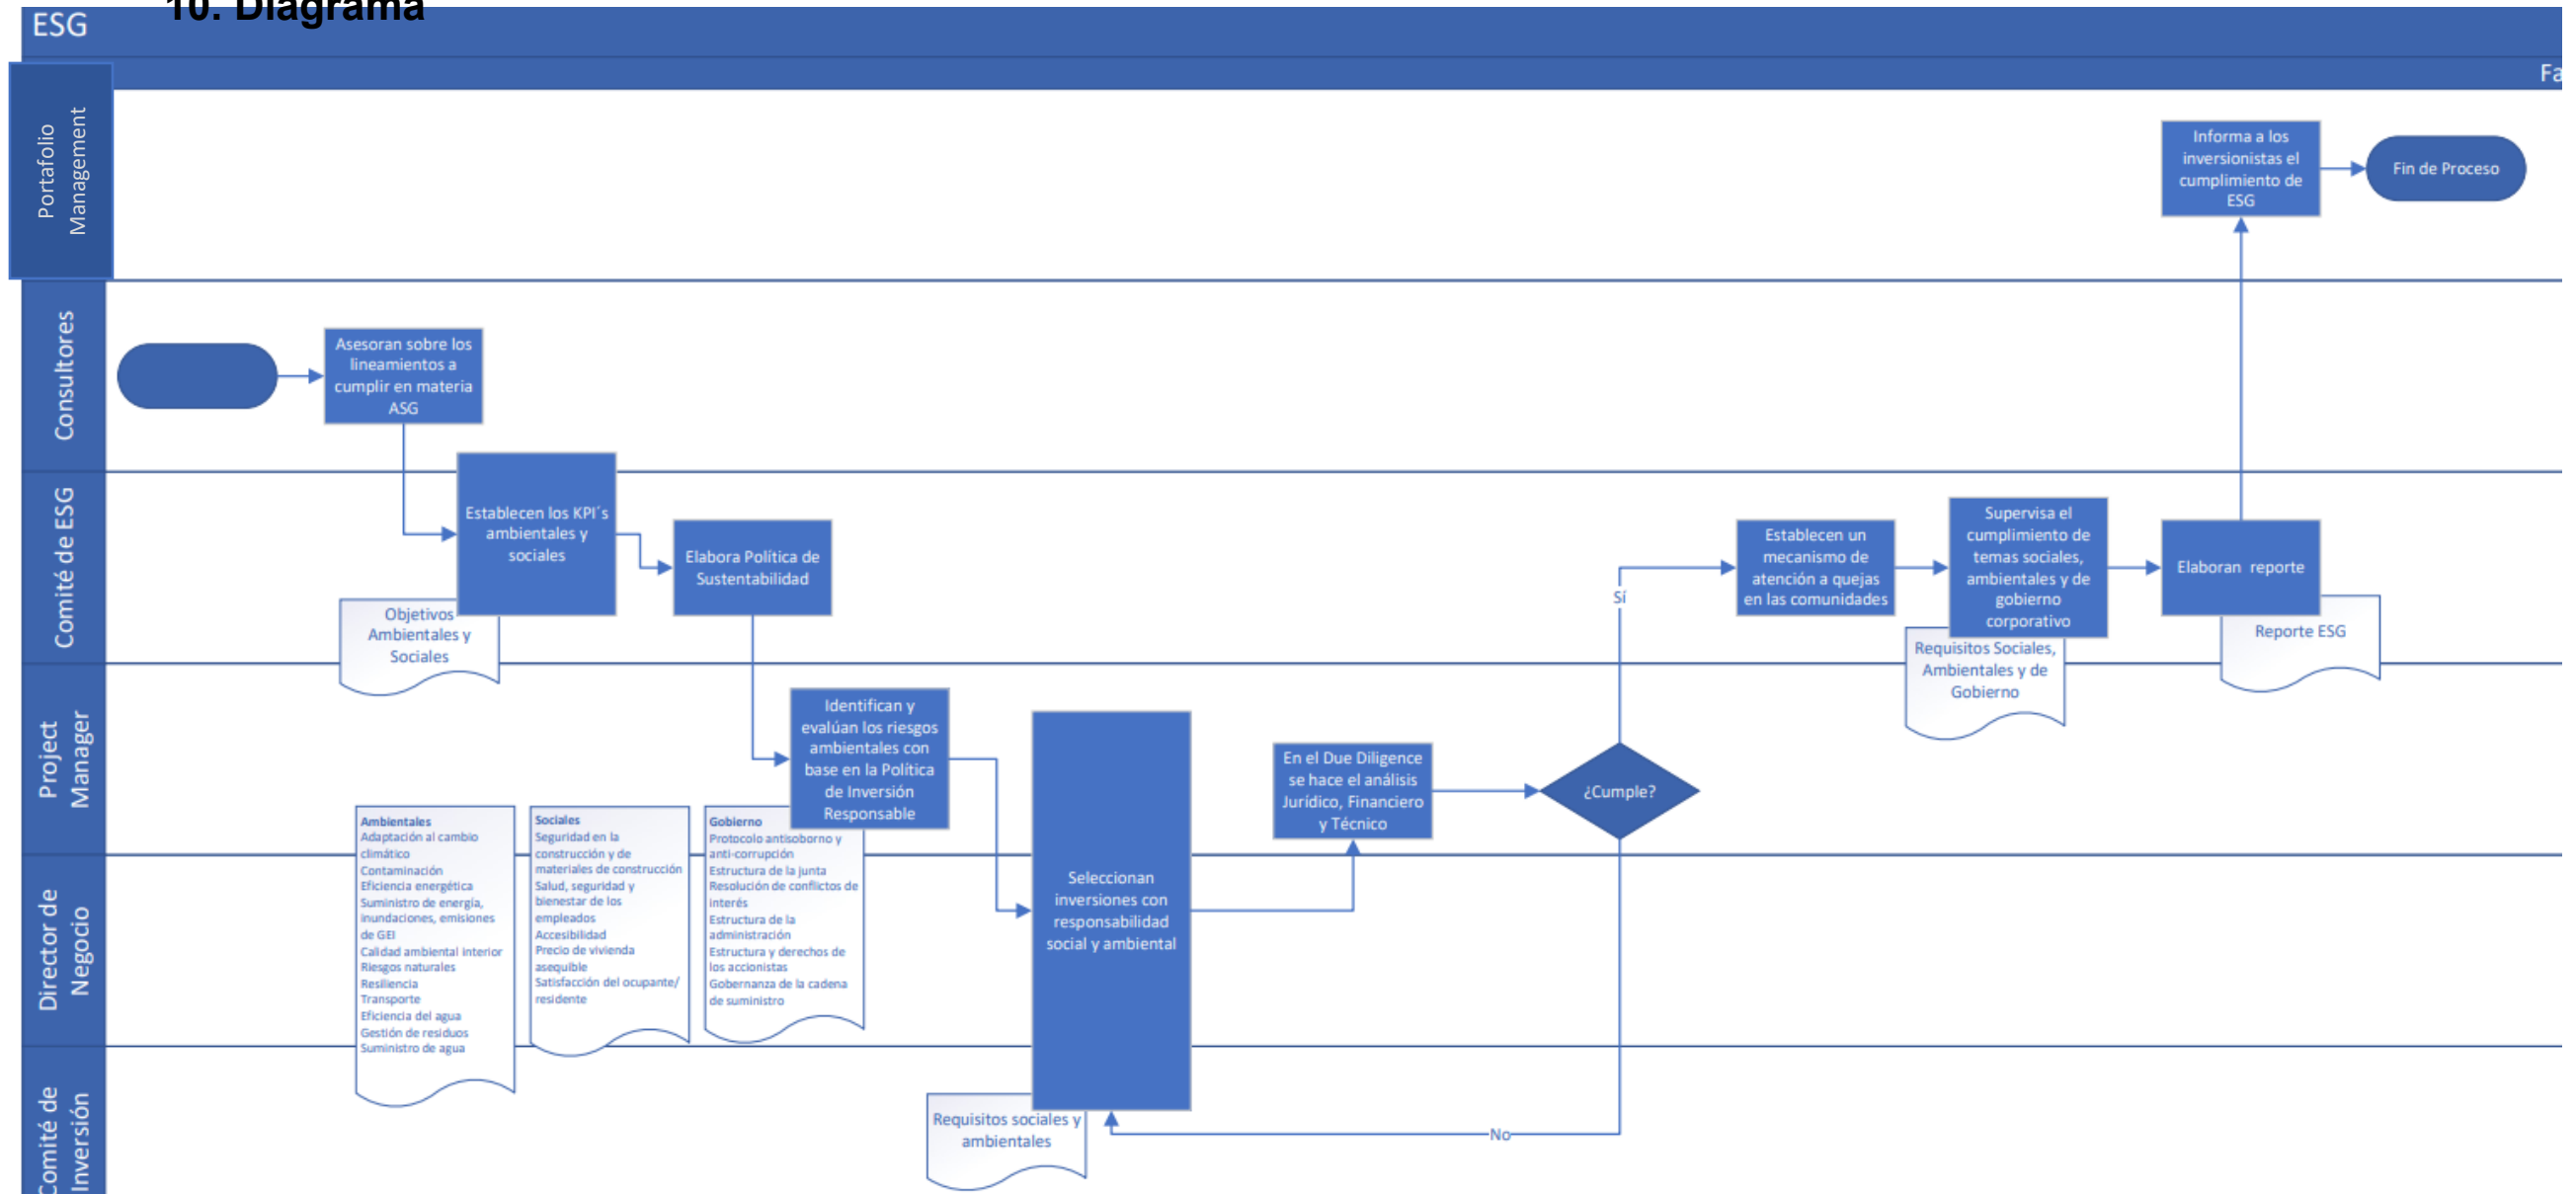 10. Diagrama
ESG
Fa
Portafolio
Management
Informa a los
inversionistas el
cumplimiento de
ESG
Fin de Proceso
Consultores
Asesoran sobre los
lineamientos a
cumplir en materia
ASG
Comité de ESG
Establecen los KPI´s
ambientales y
sociales
Objetivos
Ambientales y
Sociales
Elabora Política de
Sustentabilidad
Establecen un
mecanismo de
atención a quejas
en las comunidades
Supervisa el
cumplimiento de
temas sociales,
ambientales y de
gobierno
corporativo
Requisitos Sociales,
Ambientales y de
Gobierno
Elaboran reporte
Reporte ESG
Sí
Project
Manager
Identifican y
evalúan los riesgos
ambientales con
base en la Política
de Inversión
Responsable
En el Due Diligence
se hace el análisis
Jurídico, Financiero
y Técnico
¿Cumple?
Ambientales
Adaptación al cambio
climático
Contaminación
Eficiencia energética
Suministro de energía,
inundaciones, emisiones
de GEI
Calidad ambiental interior
Riesgos naturales
Resiliencia
Transporte
Eficiencia del agua
Gestión de residuos
Suministro de agua
Sociales
Seguridad en la
construcción y de
materiales de construcción
Salud, seguridad y
bienestar de los
empleados
Accesibilidad
Precio de vivienda
asequible
Satisfacción del ocupante/
residente
Gobierno
Protocolo antisoborno y
anti-corrupción
Estructura de la junta
Resolución de conflictos de
interés
Estructura de la
administración
Estructura y derechos de
los accionistas
Gobernanza de la cadena
de suministro
Director de
Negocio
Seleccionan
inversiones con
responsabilidad
social y ambiental
Comité de
Inversión
Requisitos sociales y
ambientales
No